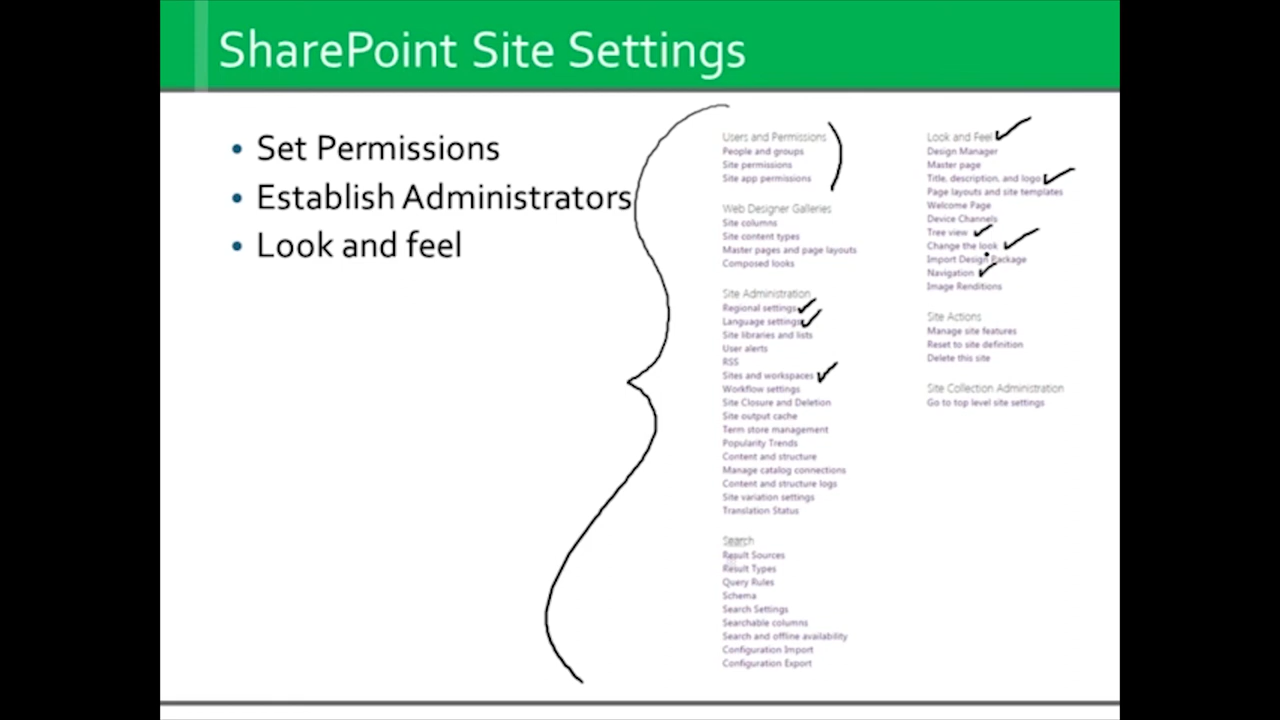 SharePoint Site Settings
• Set Permissions
• Establish Administrators
• Look and feel
Users and Permissions
People and groups
Site permissions
Site app permissions
Web Designer Galleries
Site columns
Site content types
Master pages and page layouts
Composed looks
Site Administration
Regional settings
Language settings
Site libraries and lists
User alerts
RSS
Sites and workspaces
Workflow settings
Site Closure and Deletion
Site output cache
Term store management
Popularity Trends
Content and structure
Manage catalog connections
Content and structure logs
Site variation settings
Translation Status
Search
Result Sources
Result Types
Query Rules
Schema
Search Settings
Searchable columns
Search and offline availability
Configuration Import
Configuration Export
Look and Feel
Design Manager
Master page
Title, description, and logo
Page layouts and site templates
Welcome Page
Device Channels
Tree view
Change the look
Import Design Package
Navigation
Image Renditions
Site Actions
Manage site features
Reset to site definition
Delete this site
Site Collection Administration
Go to top level site settings